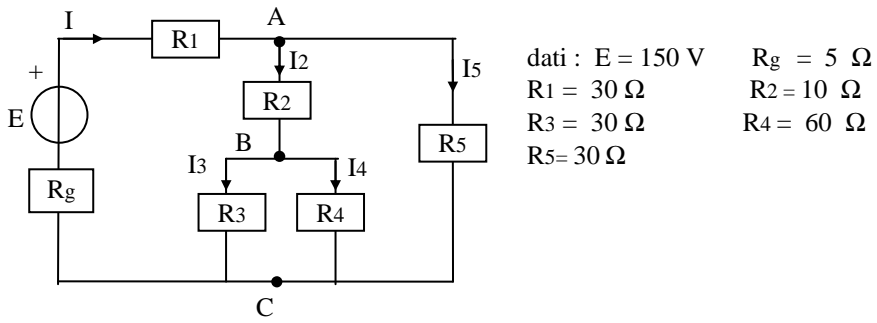 I
A
R1
I2
I5
dati : E = 150 V Rg = 5 Ω
R1 = 30 Ω R2 = 10 Ω
R3 = 30 Ω R4 = 60 Ω
R5= 30 Ω
+
E
R2
R5
B
I3
I4
Rg
R3
R4
C